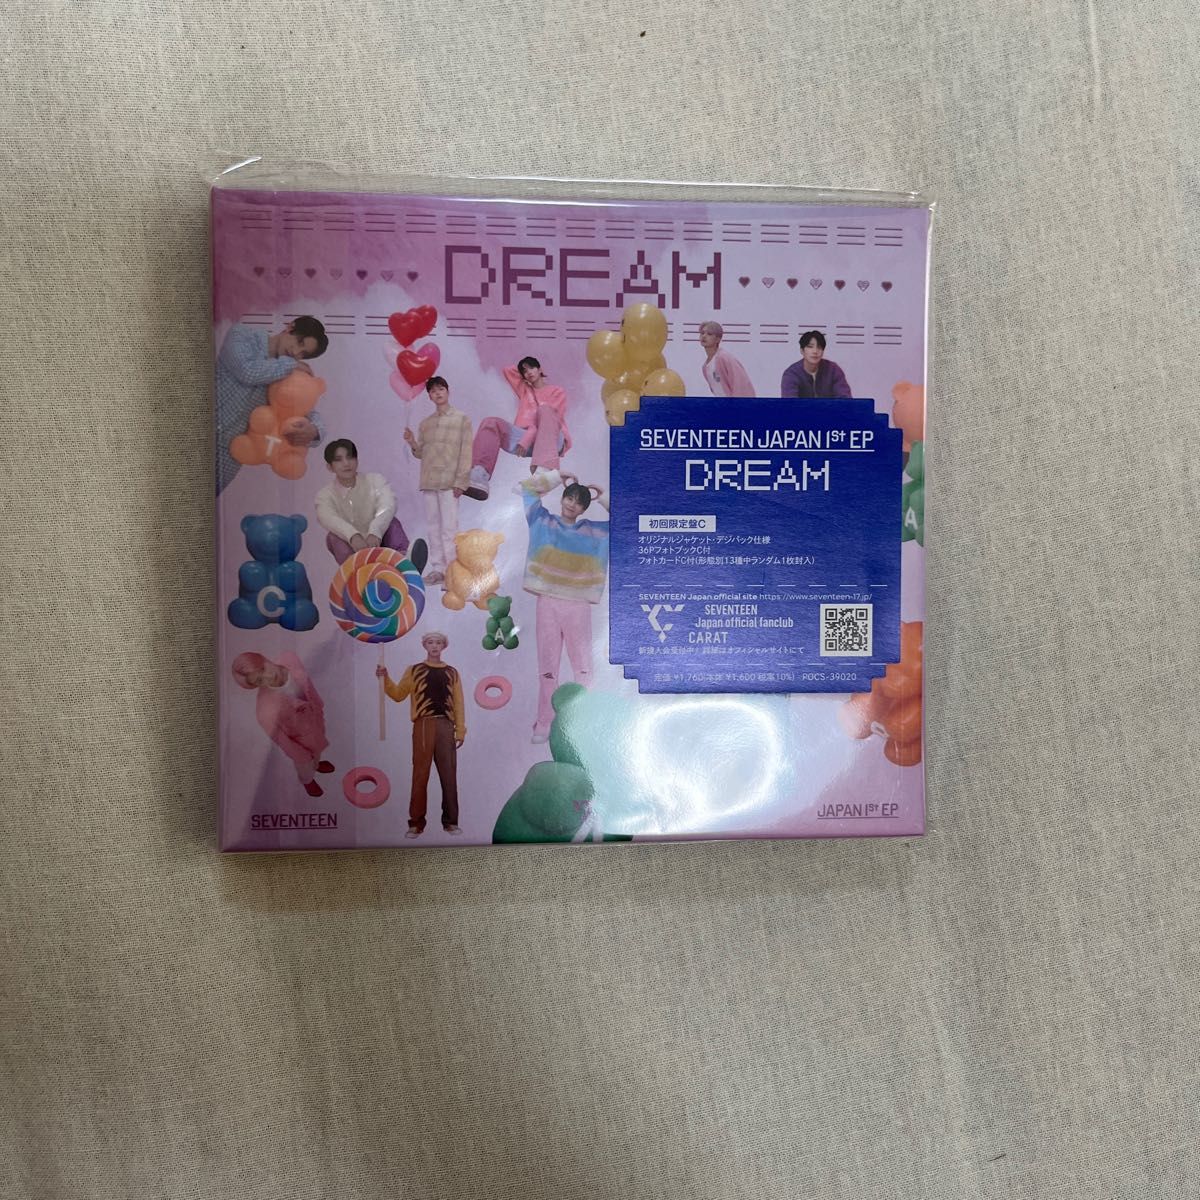 DREAM
T
C
A
A
SEVENTEEN JAPAN 1St EP
DREAM
初回限定盤C
オリジナルジャケット・デジパック仕様
36PフォトブックC付
フォトカードC付(形態別13種中ランダム1枚封入)
SEVENTEEN Japan official site https://www.seventeen-17.jp/
SEVENTEEN
Japan official fanclub
CARAT
新規入会受付中! 詳細はオフィシャルサイトにて
定価 ¥1,760(本体 ¥1,600 税率10%) POCS-39020
SEVENTEEN
JAPAN 1St EP